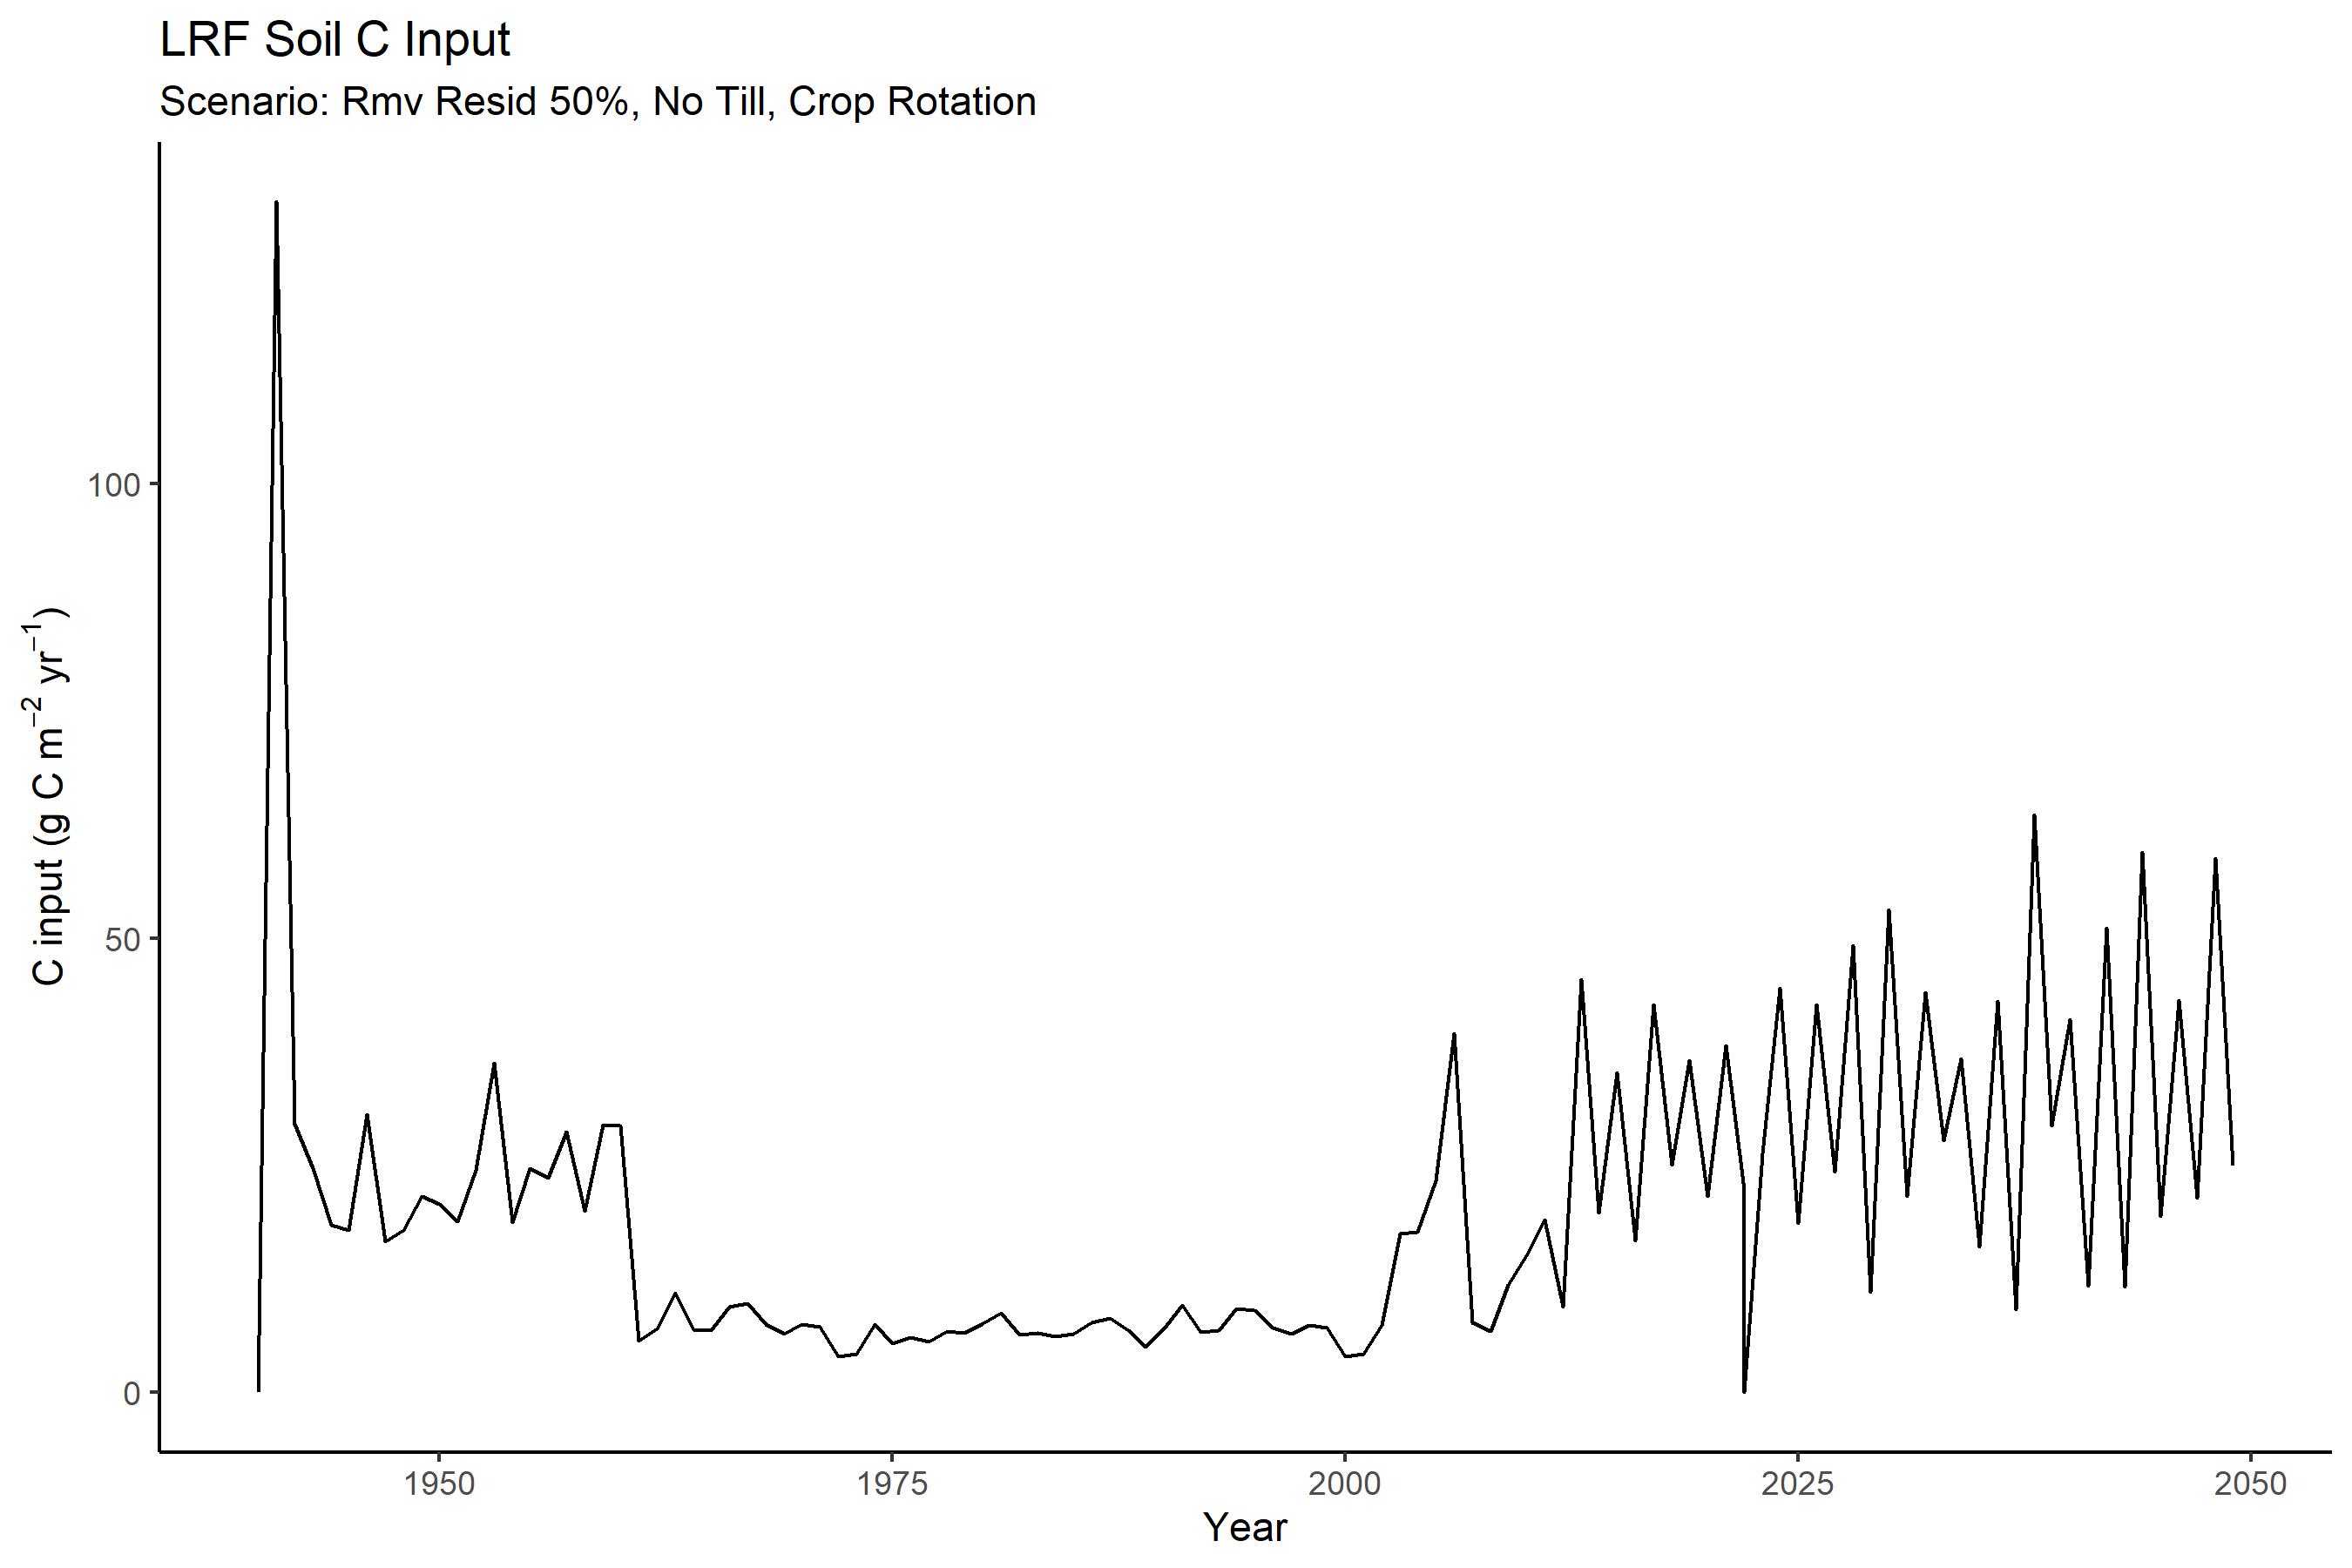 LRF Soil C Input
Scenario: Rmv Resid 50%, No Till, Crop Rotation
C input (g C m⁻² yr⁻¹)
100
50
0
1950 1975 2000 2025 2050
Year